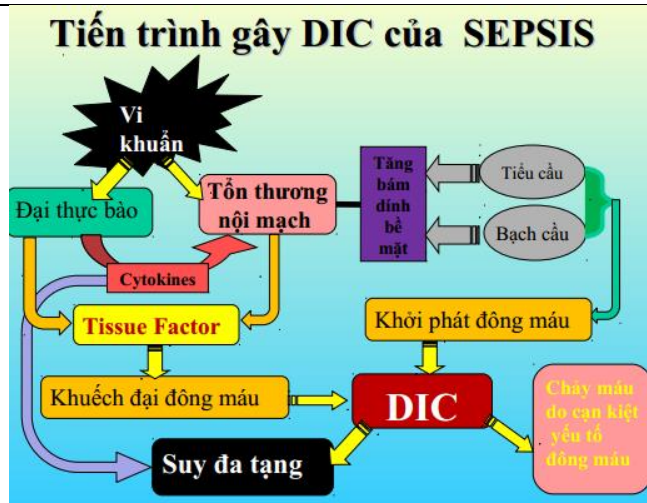 Tiến trình gây DIC của SEPSIS
Vi
khuẩn
Đại thực bào
Tổn thương
nội mạch
Tăng
bám
dính
bề
mặt
Tiểu cầu
Bạch cầu
Cytokines
Tissue Factor
Khởi phát đông máu
Khuếch đại đông máu
DIC
Chảy máu
do cạn kiệt
yếu tố
đông máu
Suy đa tạng